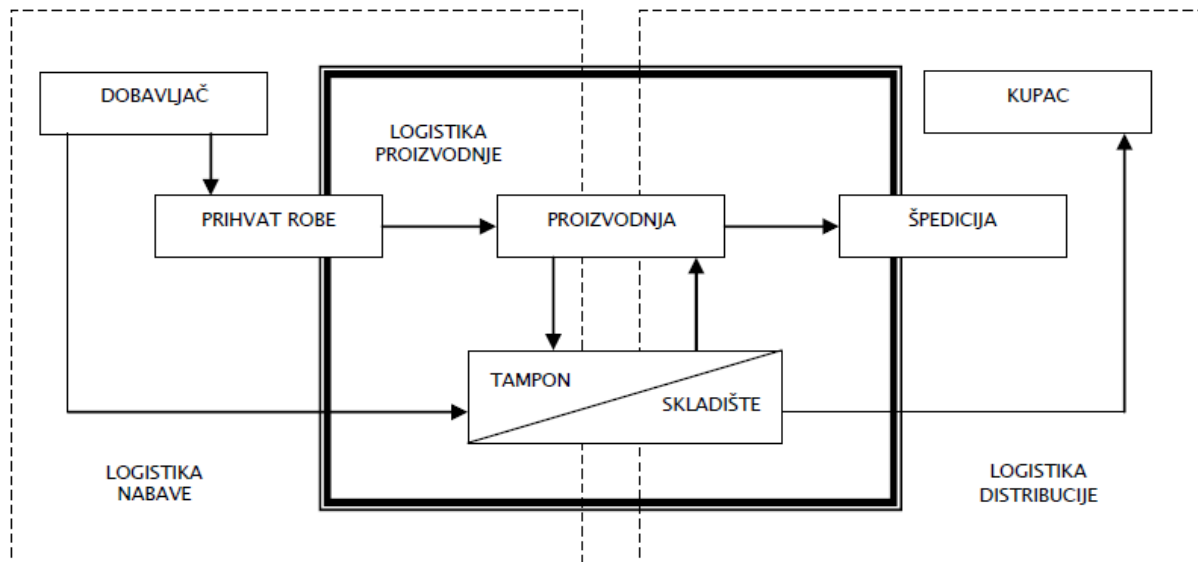 DOBAVLJAČ
KUPAC
LOGISTIKA
PROIZVODNJE
PRIHVAT ROBE
PROIZVODNJA
ŠPEDICIJA
TAMPON
SKLADIŠTE
LOGISTIKA
NABAVE
LOGISTIKA
DISTRIBUCIJE